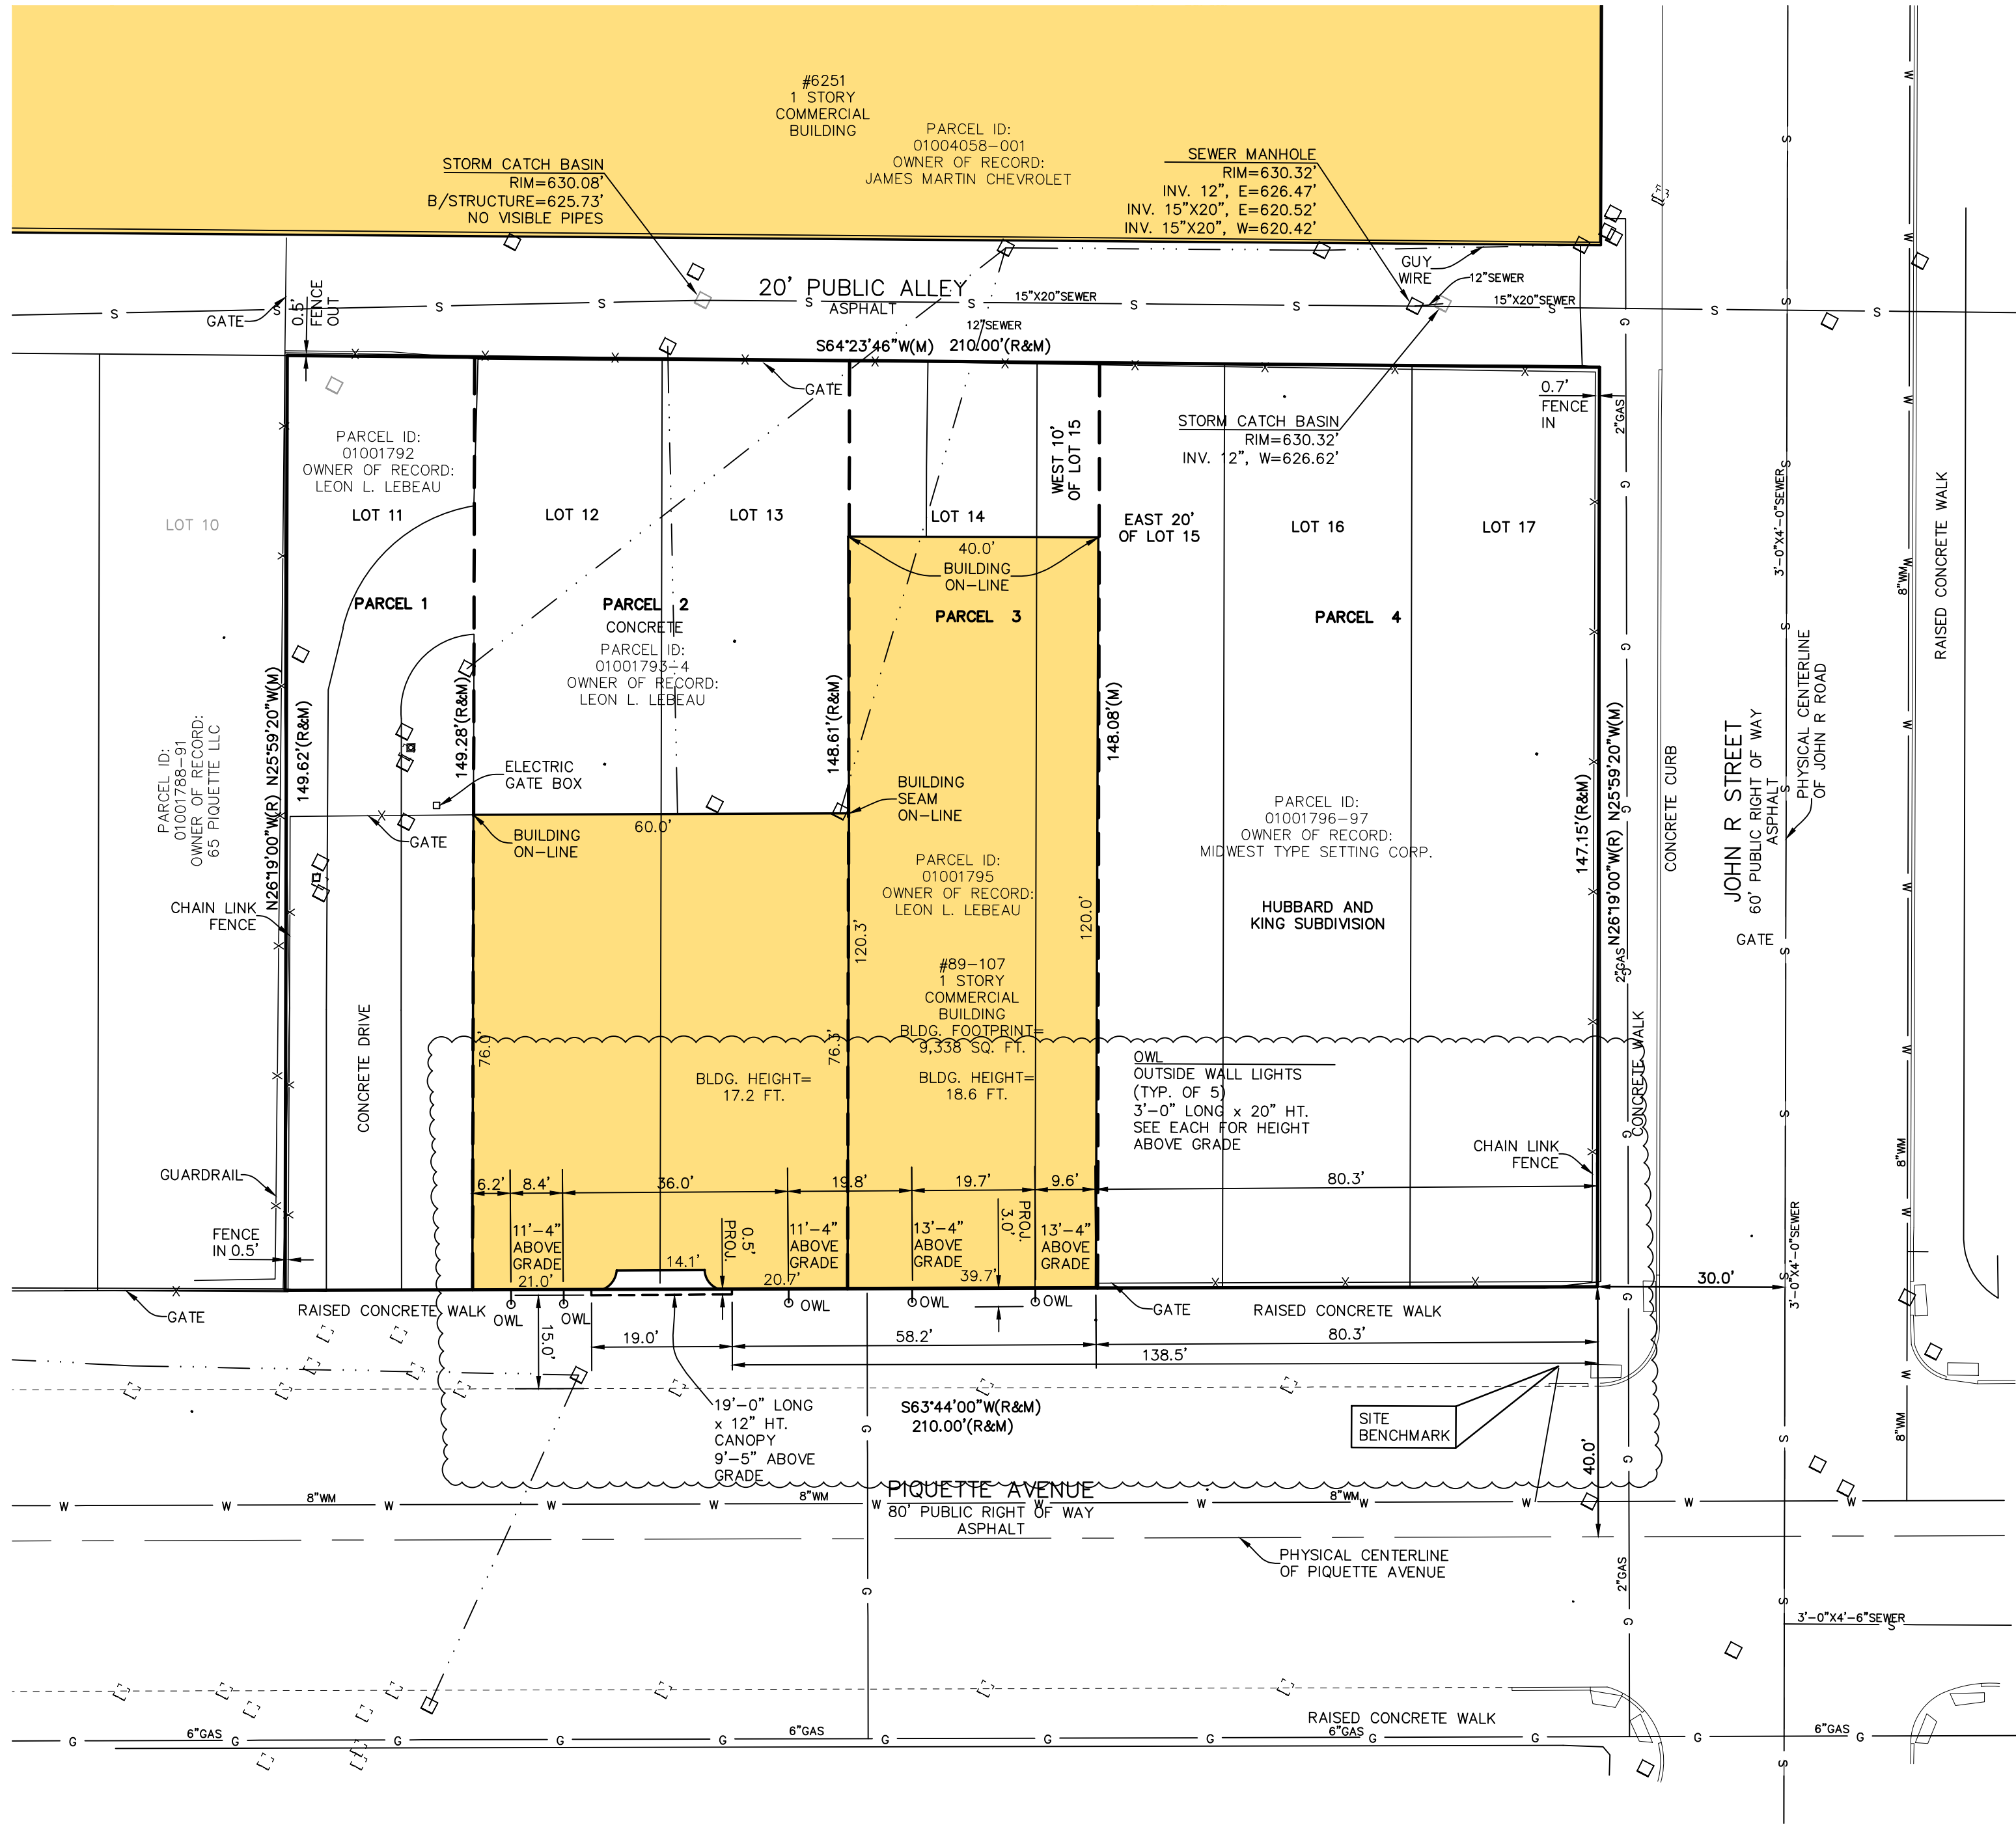 #6251
1 STORY
COMMERCIAL
BUILDING
PARCEL ID:
01004058-001
OWNER OF RECORD:
JAMES MARTIN CHEVROLET
STORM CATCH BASIN
RIM=630.08'
B/STRUCTURE=625.73'
NO VISIBLE PIPES
SEWER MANHOLE
RIM=630.32'
INV. 12", E=626.47'
INV. 15"X20", E=620.52'
INV. 15"X20", W=620.42'
GUY
WIRE
12"SEWER
20' PUBLIC ALLEY
ASPHALT
15"X20"SEWER
15"X20"SEWER
12"SEWER
GATE
0.5'
FENCE
OUT
S64°23'46"W(M) 210.00'(R&M)
GATE
0.7'
FENCE
IN
2"GAS
STORM CATCH BASIN
RIM=630.32'
INV. 12", W=626.62'
PARCEL ID:
01001792
OWNER OF RECORD:
LEON L. LEBEAU
LOT 10
LOT 11
LOT 12
LOT 13
LOT 14
WEST 10'
OF LOT 15
EAST 20'
OF LOT 15
LOT 16
LOT 17
40.0'
BUILDING
ON-LINE
PARCEL 1
PARCEL 2
CONCRETE
PARCEL ID:
01001793-4
OWNER OF RECORD:
LEON L. LEBEAU
PARCEL 3
PARCEL 4
PARCEL ID:
01001788-91
OWNER OF RECORD:
65 PIQUETTE LLC
N26°19'00"W(R) N25°59'20"W(M)
149.62'(R&M)
149.28'(R&M)
148.61'(R&M)
148.08'(M)
147.15'(R&M)
N26°19'00"W(R) N25°59'20"W(M)
ELECTRIC
GATE BOX
BUILDING
SEAM
ON-LINE
GATE
BUILDING
ON-LINE
60.0'
PARCEL ID:
01001795
OWNER OF RECORD:
LEON L. LEBEAU
PARCEL ID:
01001796-97
OWNER OF RECORD:
MIDWEST TYPE SETTING CORP.
HUBBARD AND
KING SUBDIVISION
CHAIN LINK
FENCE
120.3'
120.0'
#89-107
1 STORY
COMMERCIAL
BUILDING
BLDG. FOOTPRINT=
9,338 SQ. FT.
BLDG. HEIGHT=
18.6 FT.
BLDG. HEIGHT=
17.2 FT.
76.0'
76.3'
CONCRETE DRIVE
OWL
OUTSIDE WALL LIGHTS
(TYP. OF 5)
3'-0" LONG x 20" HT.
SEE EACH FOR HEIGHT
ABOVE GRADE
CHAIN LINK
FENCE
2"GAS
CONCRETE WALK
CONCRETE CURB
JOHN R STREET
60' PUBLIC RIGHT OF WAY
ASPHALT
PHYSICAL CENTERLINE
OF JOHN R ROAD
GATE
3'-0"X4'-0"SEWER
3'-0"X4'-0"SEWER
8"WM
8"WM
8"WM
RAISED CONCRETE WALK
GUARDRAIL
FENCE
IN 0.5'
6.2'
8.4'
36.0'
19.8'
19.7'
9.6'
80.3'
11'-4"
ABOVE
GRADE
0.5'
PROJ.
11'-4"
ABOVE
GRADE
13'-4"
ABOVE
GRADE
3.0'
PROJ.
13'-4"
ABOVE
GRADE
21.0'
14.1'
20.7'
39.7'
30.0'
GATE
RAISED CONCRETE WALK
OWL
OWL
OWL
OWL
OWL
GATE
RAISED CONCRETE WALK
15.0'
19.0'
58.2'
80.3'
138.5'
19'-0" LONG
x 12" HT.
CANOPY
9'-5" ABOVE
GRADE
S63°44'00"W(R&M)
210.00'(R&M)
SITE
BENCHMARK
40.0'
PIQUETTE AVENUE
80' PUBLIC RIGHT OF WAY
ASPHALT
8"WM
8"WM
8"WM
PHYSICAL CENTERLINE
OF PIQUETTE AVENUE
2"GAS
3'-0"X4'-6"SEWER
RAISED CONCRETE WALK
6"GAS
6"GAS
6"GAS
6"GAS